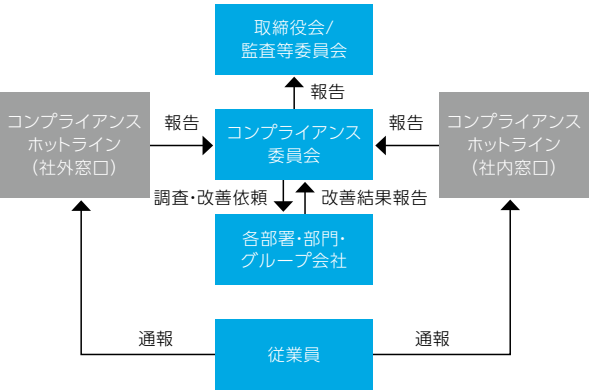 取締役会/
監査等委員会
報告
コンプライアンス
ホットライン
（社外窓口）
報告
コンプライアンス
委員会
報告
コンプライアンス
ホットライン
（社内窓口）
調査・改善依頼
改善結果報告
各部署・部門・
グループ会社
通報
従業員
通報